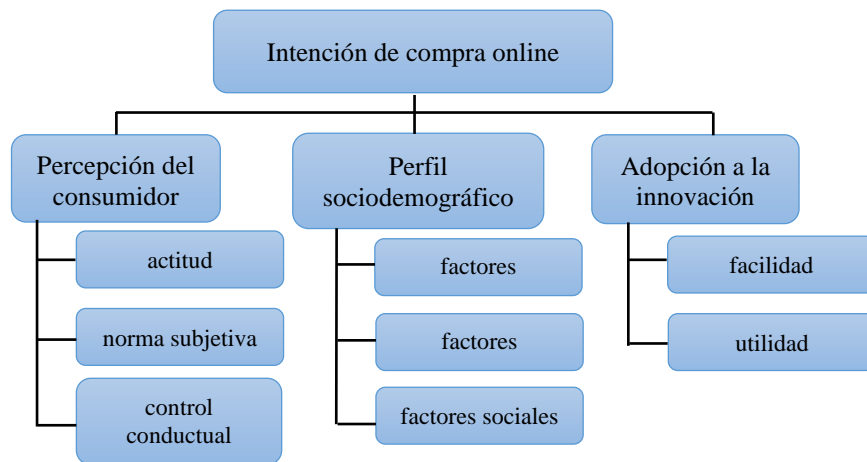 Intención de compra online
Percepción del
consumidor
actitud
norma subjetiva
control
conductual
Perfil
sociodemográfico
factores
factores
factores sociales
Adopción a la
innovación
facilidad
utilidad